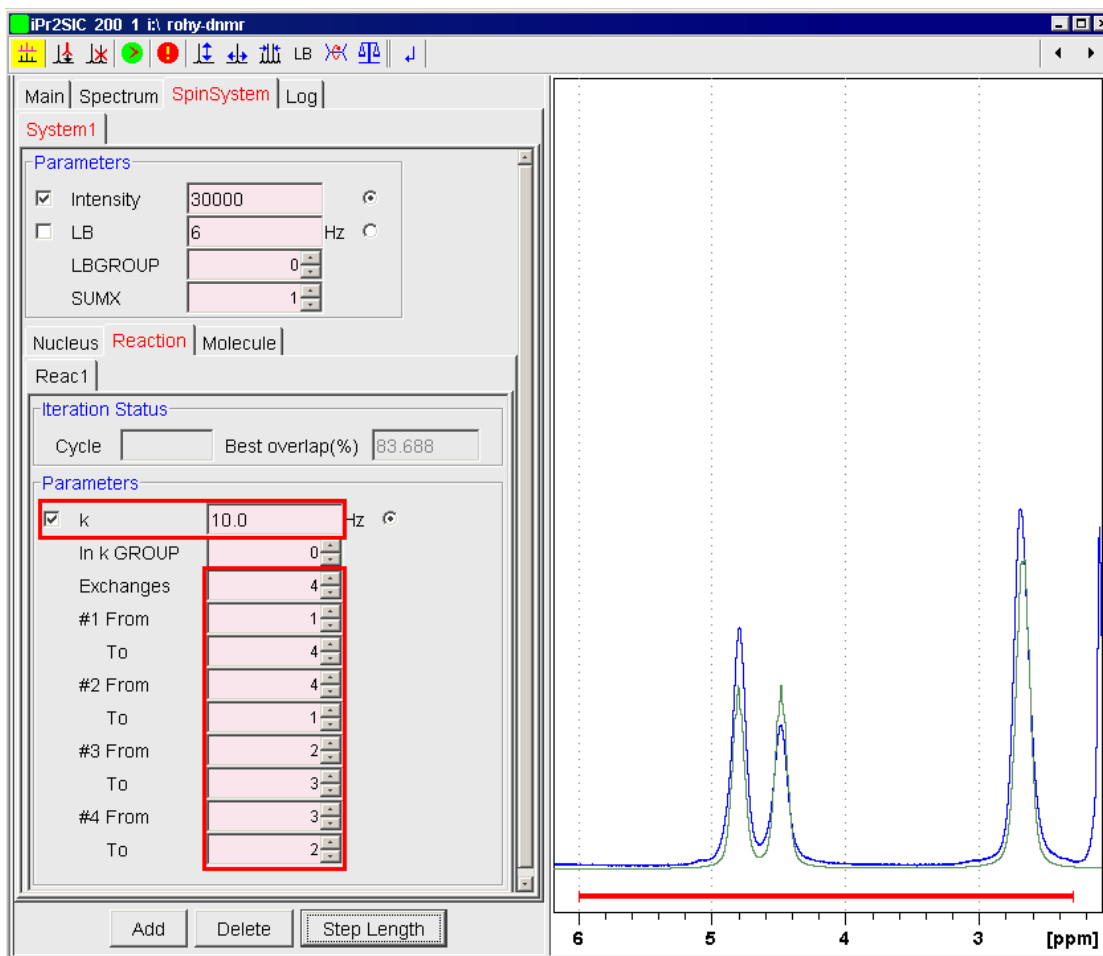 iPr2SIC 200 1 i:\ rohy-dnmr
LB
Main Spectrum SpinSystem Log
System1
Parameters
Intensity 30000
LB 6 Hz
LBGROUP 0
SUMX 1
Nucleus Reaction Molecule
Reac1
Iteration Status
Cycle Best overlap(%) 83.688
Parameters
k 10.0 Hz
In k GROUP 0
Exchanges 4
#1 From 1
To 4
#2 From 4
To 1
#3 From 2
To 3
#4 From 3
To 2
Add Delete Step Length
6 5 4 3 [ppm]